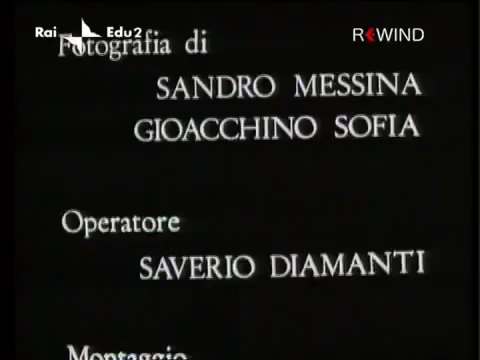 Rai Edu2
REWIND
Fotografia di
SANDRO MESSINA
GIOACCHINO SOFIA
Operatore
SAVERIO DIAMANTI
Montaggio